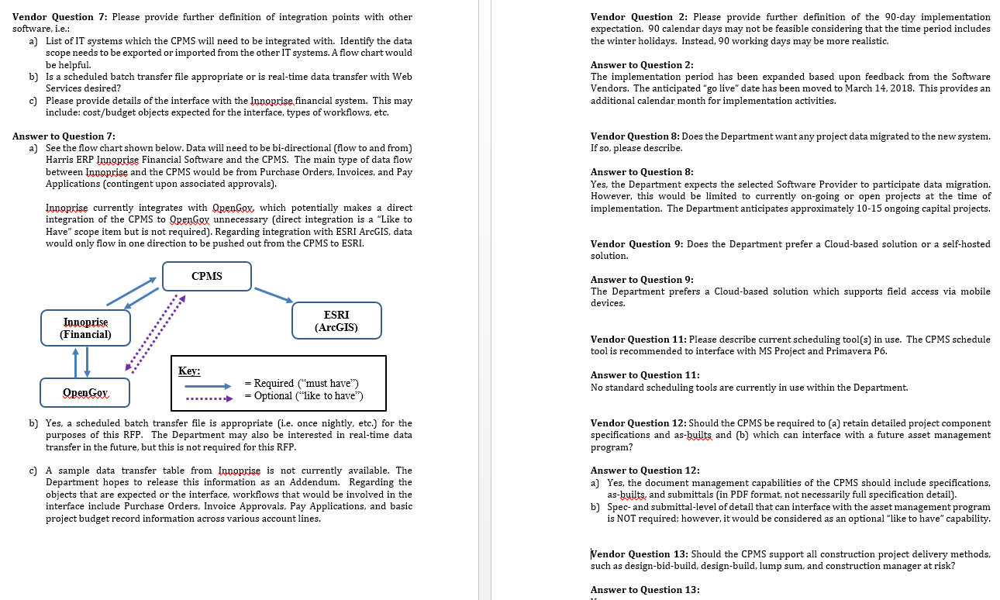 Vendor Question 7: Please provide further definition of integration points with other
software, i.e.:
a) List of IT systems which the CPMS will need to be integrated with. Identify the data
scope needs to be exported or imported from the other IT systems. A flow chart would
be helpful.
b) Is a scheduled batch transfer file appropriate or is real-time data transfer with Web
Services desired?
c) Please provide details of the interface with the Innoprise financial system. This may
include: cost/budget objects expected for the interface, types of workflows, etc.
Answer to Question 7:
a) See the flow chart shown below. Data will need to be bi-directional (flow to and from)
Harris ERP Innoprise Financial Software and the CPMS. The main type of data flow
between Innoprise and the CPMS would be from Purchase Orders, Invoices, and Pay
Applications (contingent upon associated approvals).
Innoprise currently integrates with OpenGov, which potentially makes a direct
integration of the CPMS to OpenGov unnecessary (direct integration is a “Like to
Have” scope item but is not required). Regarding integration with ESRI ArcGIS, data
would only flow in one direction to be pushed out from the CPMS to ESRI.
CPMS
Innoprise
(Financial)
ESRI
(ArcGIS)
OpenGov
Key:
= Required (“must have”)
= Optional (“like to have”)
b) Yes, a scheduled batch transfer file is appropriate (i.e. once nightly, etc.) for the
purposes of this RFP. The Department may also be interested in real-time data
transfer in the future, but this is not required for this RFP.
c) A sample data transfer table from Innoprise is not currently available. The
Department hopes to release this information as an Addendum. Regarding the
objects that are expected or the interface, workflows that would be involved in the
interface include Purchase Orders, Invoice Approvals, Pay Applications, and basic
project budget record information across various account lines.
Vendor Question 2: Please provide further definition of the 90-day implementation
expectation. 90 calendar days may not be feasible considering that the time period includes
the winter holidays. Instead, 90 working days may be more realistic.
Answer to Question 2:
The implementation period has been expanded based upon feedback from the Software
Vendors. The anticipated “go live” date has been moved to March 14, 2018. This provides an
additional calendar month for implementation activities.
Vendor Question 8: Does the Department want any project data migrated to the new system.
If so, please describe.
Answer to Question 8:
Yes, the Department expects the selected Software Provider to participate data migration.
However, this would be limited to currently on-going or open projects at the time of
implementation. The Department anticipates approximately 10-15 ongoing capital projects.
Vendor Question 9: Does the Department prefer a Cloud-based solution or a self-hosted
solution.
Answer to Question 9:
The Department prefers a Cloud-based solution which supports field access via mobile
devices.
Vendor Question 11: Please describe current scheduling tool(s) in use. The CPMS schedule
tool is recommended to interface with MS Project and Primavera P6.
Answer to Question 11:
No standard scheduling tools are currently in use within the Department.
Vendor Question 12: Should the CPMS be required to (a) retain detailed project component
specifications and as-builts and (b) which can interface with a future asset management
program?
Answer to Question 12:
a) Yes, the document management capabilities of the CPMS should include specifications,
as-builts, and submittals (in PDF format, not necessarily full specification detail).
b) Spec- and submittal-level of detail that can interface with the asset management program
is NOT required; however, it would be considered as an optional “like to have” capability.
Vendor Question 13: Should the CPMS support all construction project delivery methods,
such as design-bid-build, design-build, lump sum, and construction manager at risk?
Answer to Question 13: